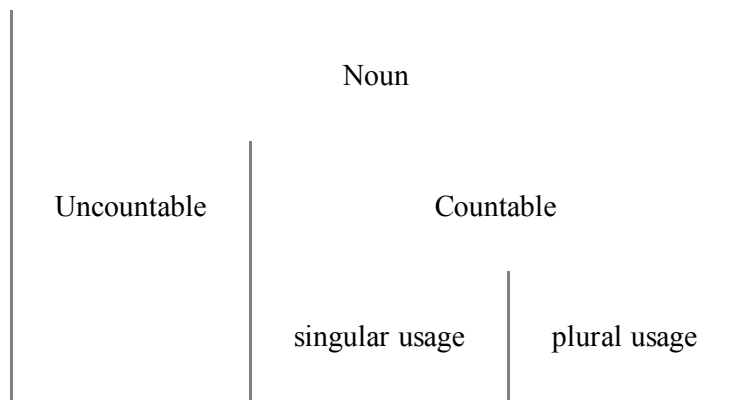 Noun
Uncountable
Countable
singular usage
plural usage